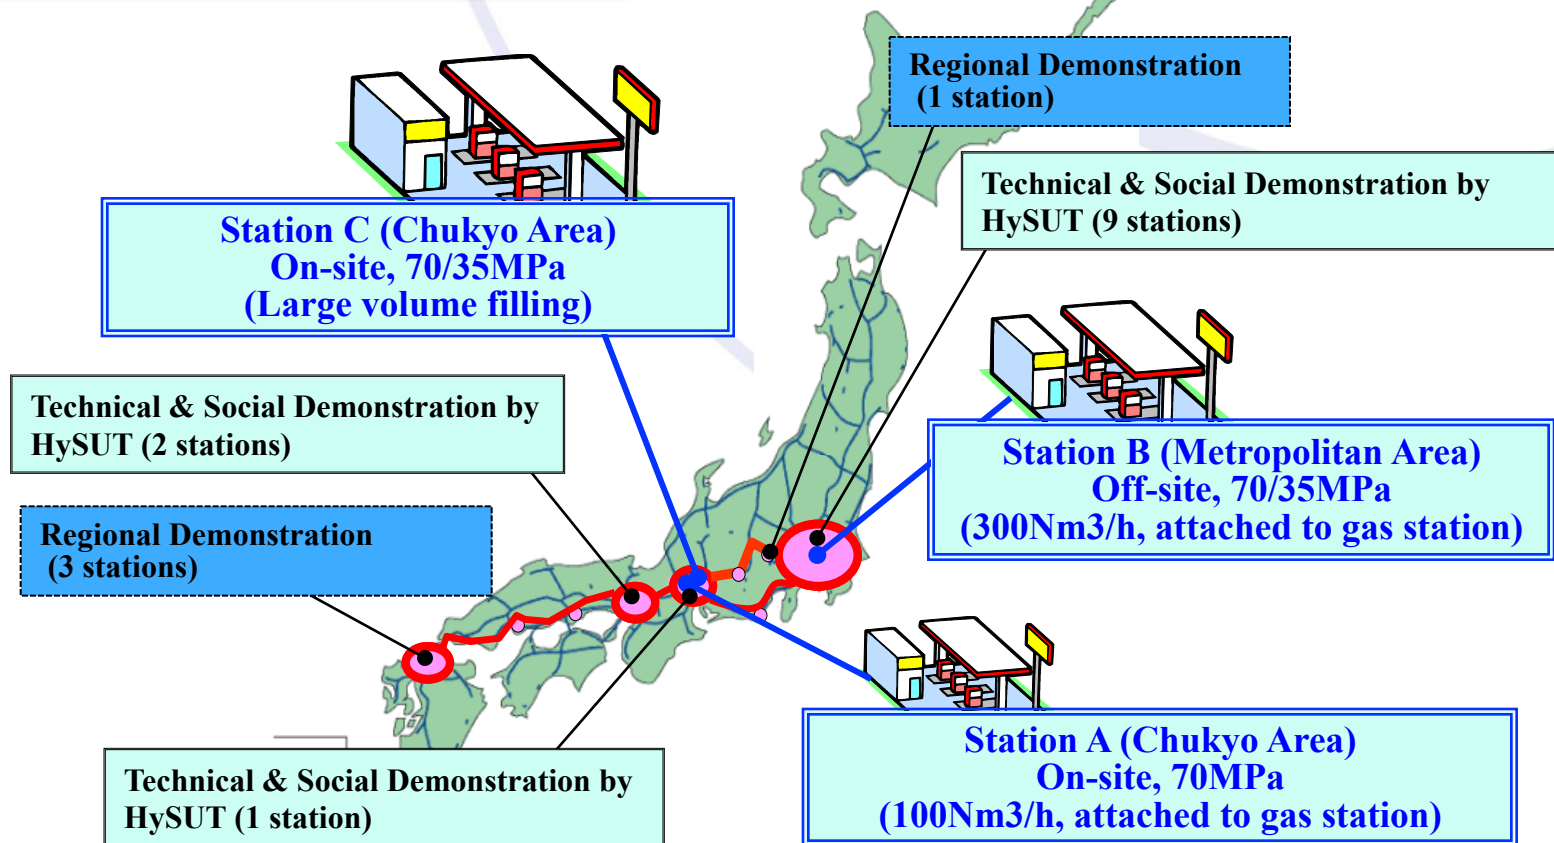 Regional Demonstration
(1 station)
Technical & Social Demonstration by
HySUT (9 stations)
Station C (Chukyo Area)
On-site, 70/35MPa
(Large volume filling)
Technical & Social Demonstration by
HySUT (2 stations)
Station B (Metropolitan Area)
Off-site, 70/35MPa
(300Nm3/h, attached to gas station)
Regional Demonstration
(3 stations)
Station A (Chukyo Area)
On-site, 70MPa
(100Nm3/h, attached to gas station)
Technical & Social Demonstration by
HySUT (1 station)